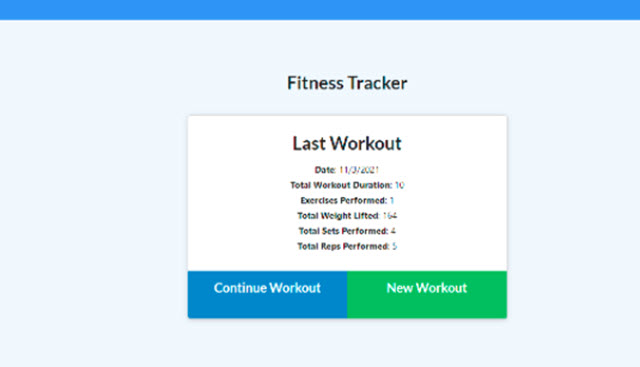 Fitness Tracker
Last Workout
Date: 11/3/2021
Total Workout Duration: 10
Exercises Performed: 1
Total Weight Lifted: 164
Total Sets Performed: 4
Total Reps Performed: 5
Continue Workout
New Workout